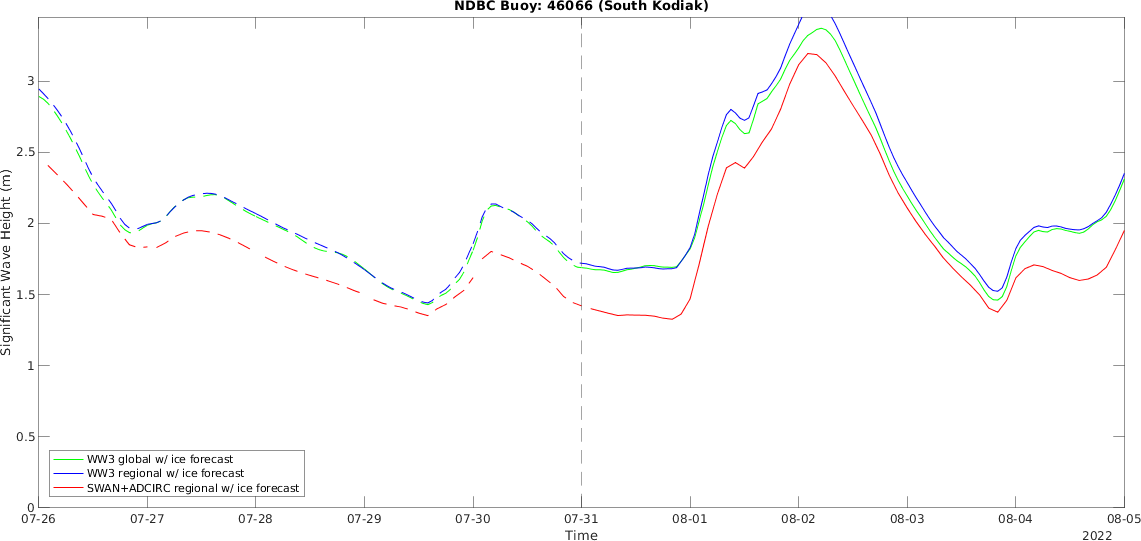 NDBC Buoy: 46066 (South Kodiak)
3
2.5
2
1.5
1
0.5
0
Significant Wave Height (m)
WW3 global w/ ice forecast
WW3 regional w/ ice forecast
SWAN+ADCIRC regional w/ ice forecast
07-26 07-27 07-28 07-29 07-30 07-31 08-01 08-02 08-03 08-04 08-05
Time
2022